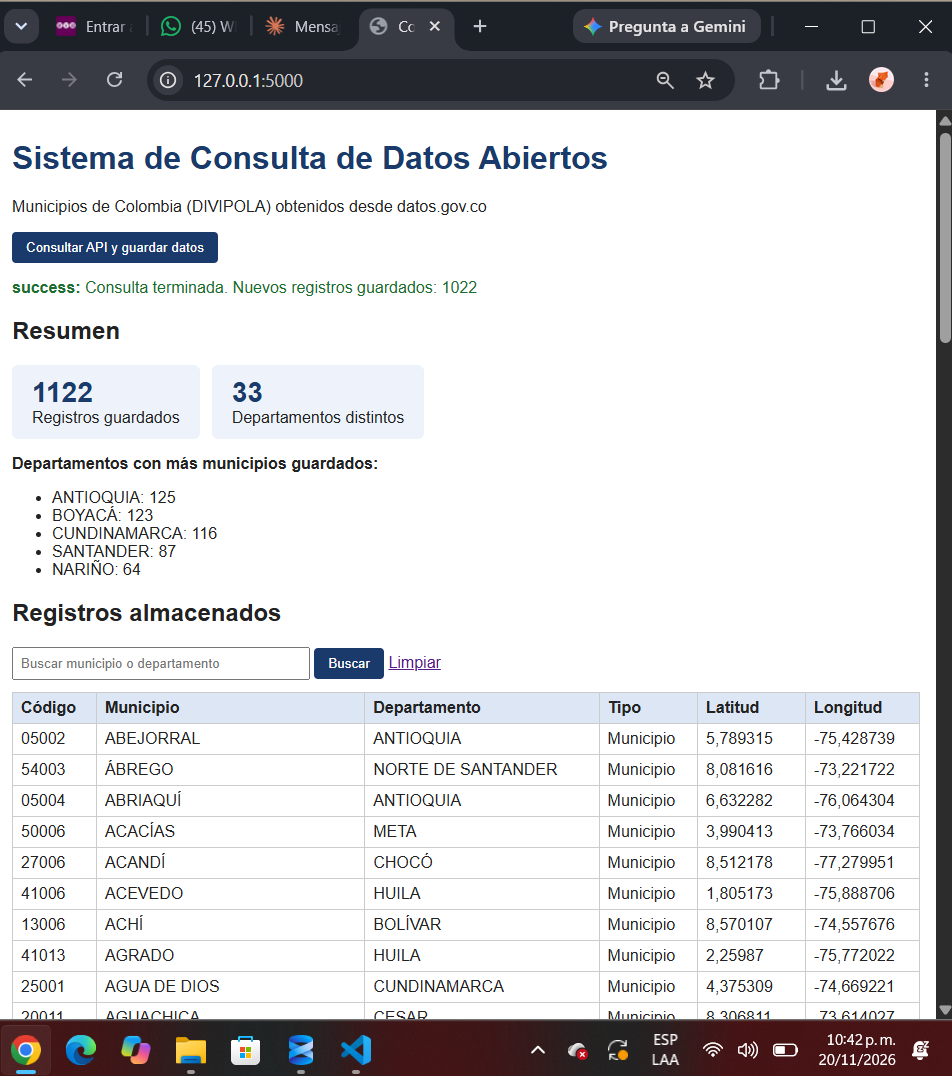 Entrar
(45) W
Mensa
Co
Pregunta a Gemini
127.0.0.1:5000
Sistema de Consulta de Datos Abiertos
Municipios de Colombia (DIVIPOLA) obtenidos desde datos.gov.co
Consultar API y guardar datos
success: Consulta terminada. Nuevos registros guardados: 1022
Resumen
1122
Registros guardados
33
Departamentos distintos
Departamentos con más municipios guardados:
• ANTIOQUIA: 125
• BOYACÁ: 123
• CUNDINAMARCA: 116
• SANTANDER: 87
• NARIÑO: 64
Registros almacenados
Buscar municipio o departamento Buscar Limpiar
Código Municipio Departamento Tipo Latitud Longitud
05002 ABEJORRAL ANTIOQUIA Municipio 5,789315 -75,428739
54003 ÁBREGO NORTE DE SANTANDER Municipio 8,081616 -73,221722
05004 ABRIAQUÍ ANTIOQUIA Municipio 6,632282 -76,064304
50006 ACACÍAS META Municipio 3,990413 -73,766034
27006 ACANDÍ CHOCÓ Municipio 8,512178 -77,279951
41006 ACEVEDO HUILA Municipio 1,805173 -75,888706
13006 ACHÍ BOLÍVAR Municipio 8,570107 -74,557676
41013 AGRADO HUILA Municipio 2,25987 -75,772022
25001 AGUA DE DIOS CUNDINAMARCA Municipio 4,375309 -74,669221
20011 AGUACHICA CESAR Municipio 8,306811 -73,614027
ESP
LAA
10:42 p. m.
20/11/2026